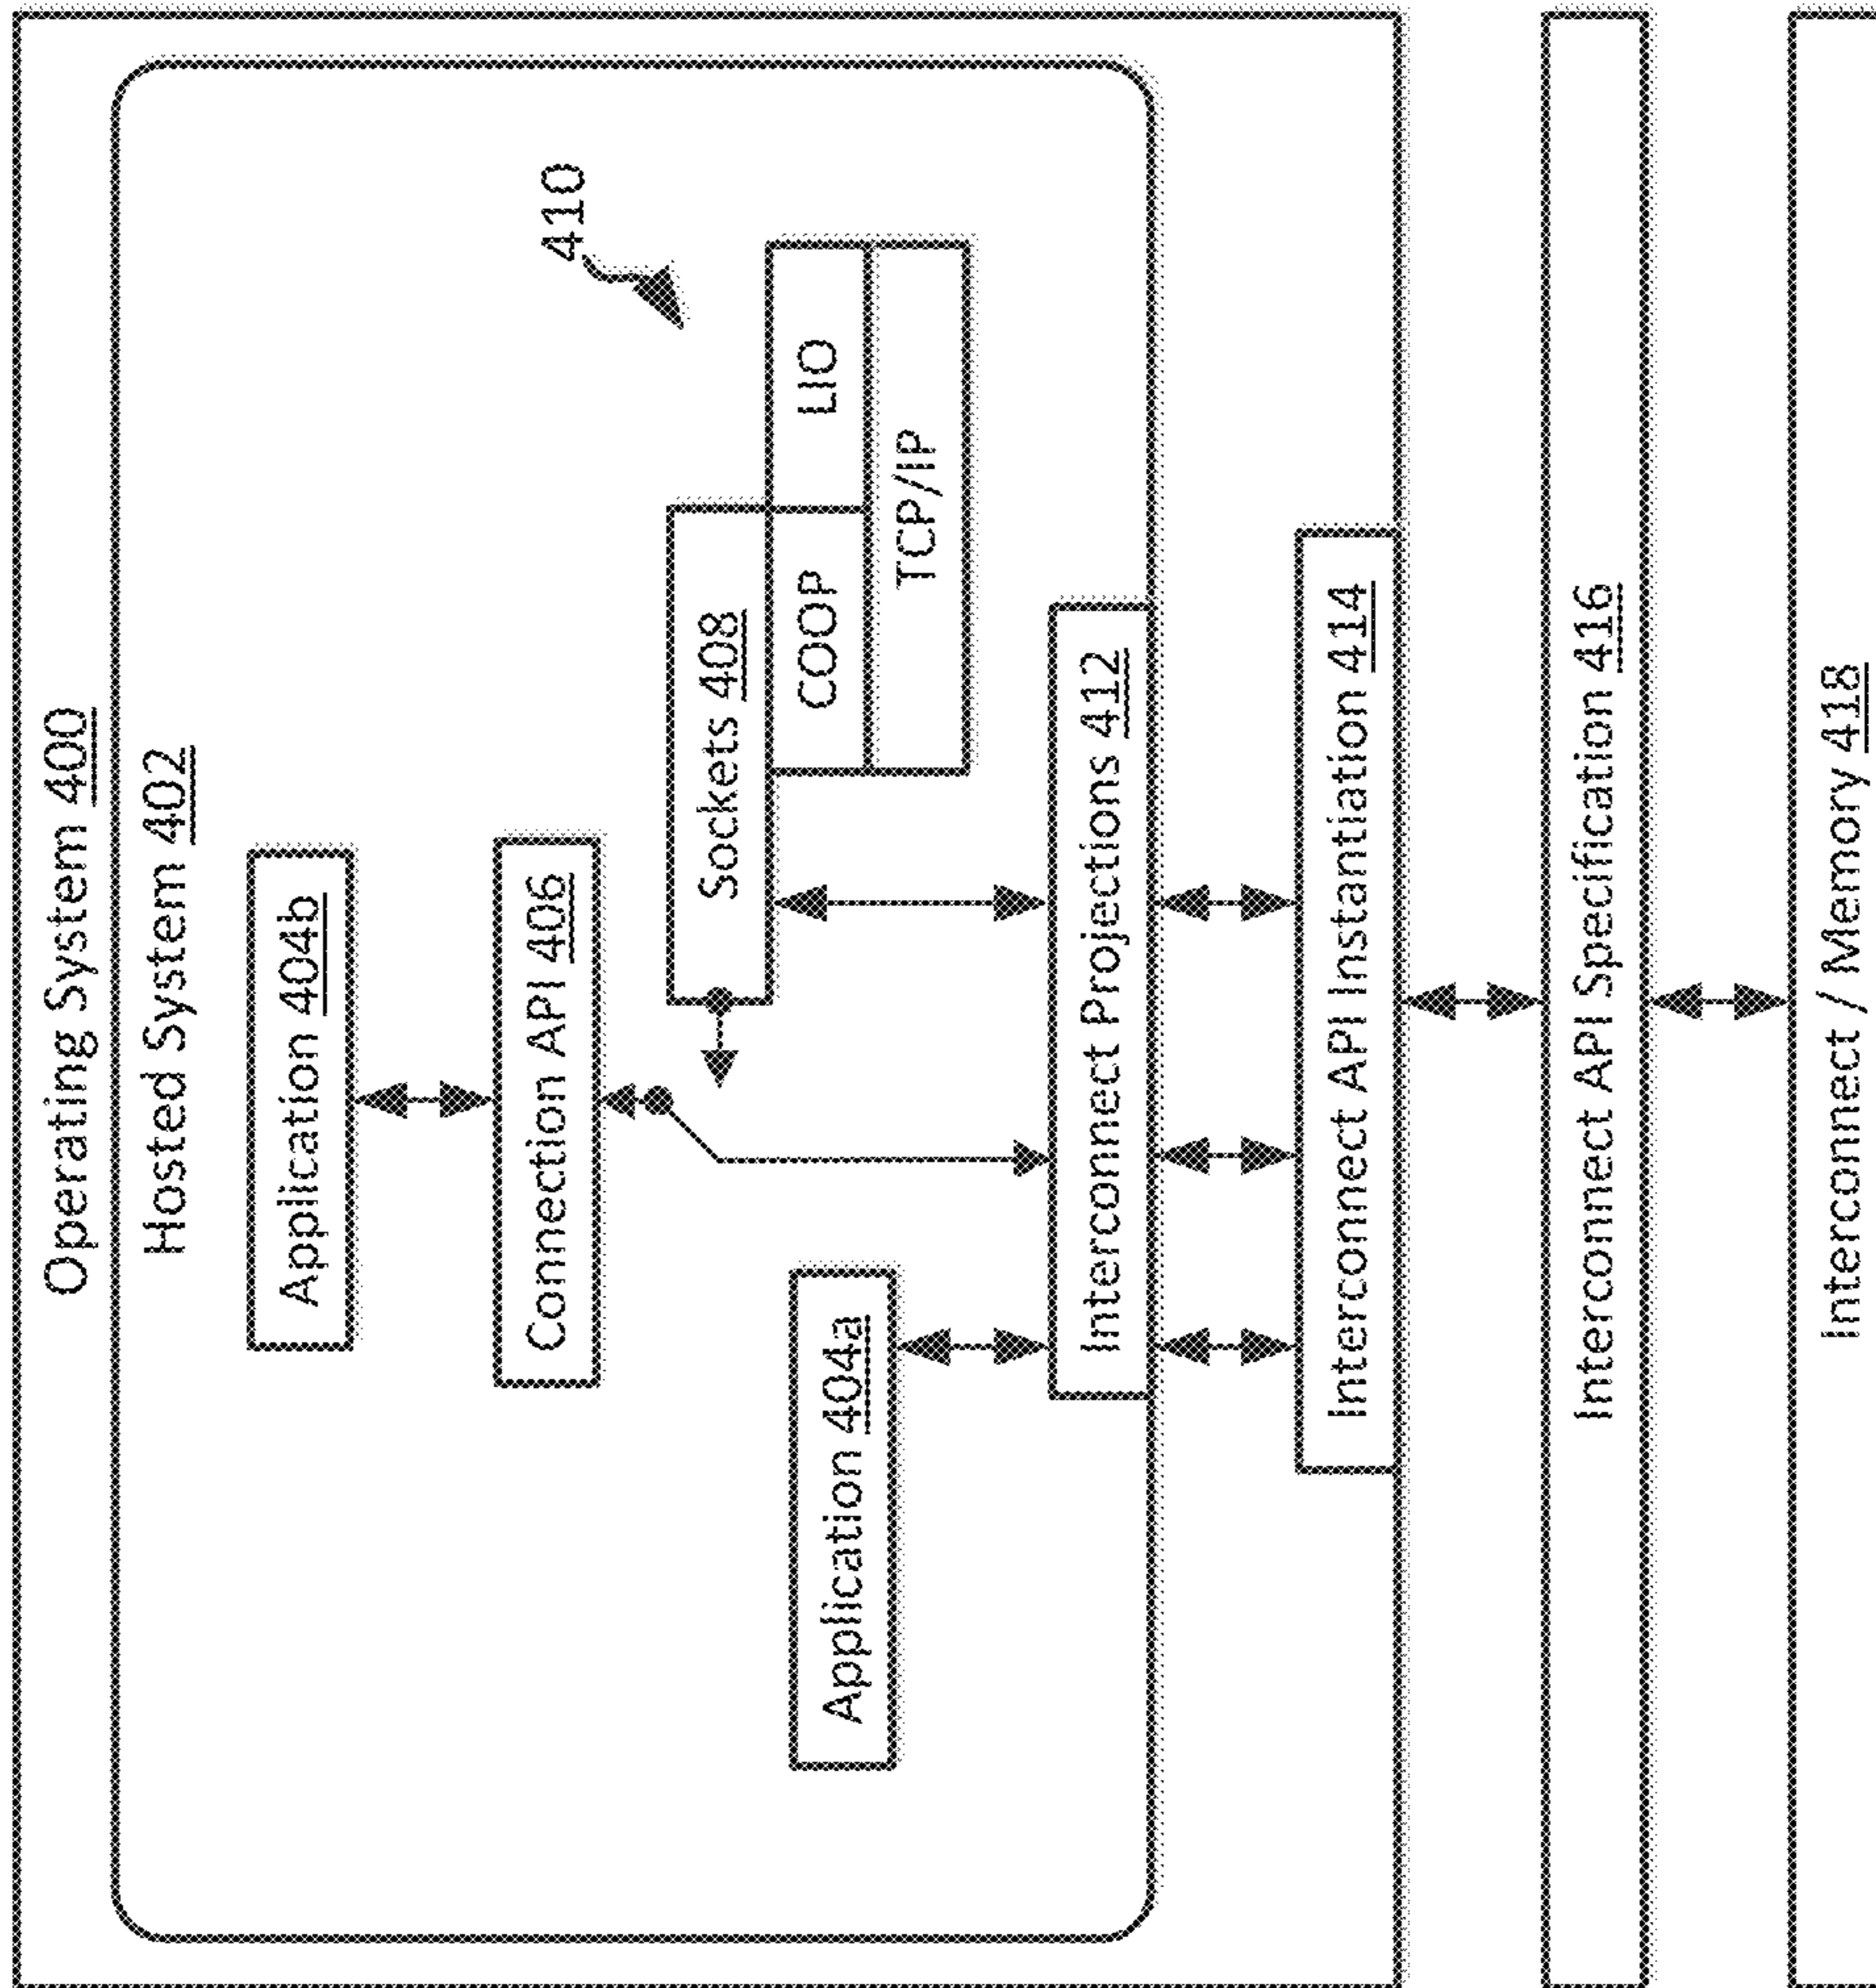 Operating System 400
Hosted System 402
Application 404b
Connection API 406
410
Sockets 408
COOP
LIO
TCP/IP
Application 404a
Interconnect Projections 412
Interconnect API Instantiation 414
Interconnect API Specification 416
Interconnect / Memory 418